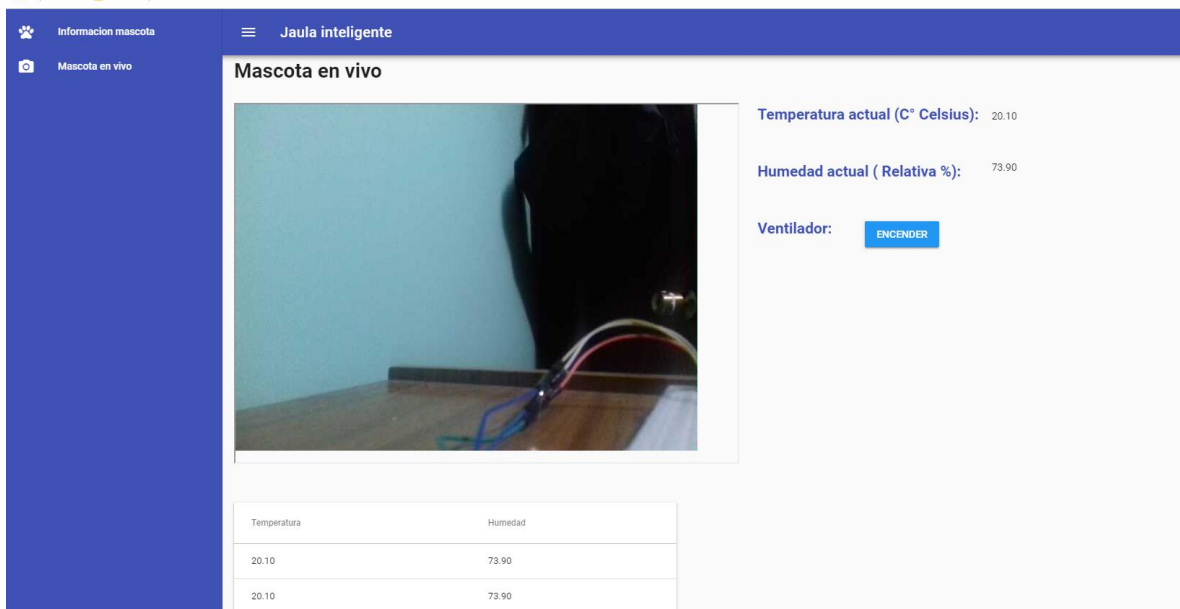 Informacion mascota
Mascota en vivo
Jaula inteligente
Mascota en vivo
Temperatura actual (C° Celsius): 20.10
Humedad actual ( Relativa %): 73.90
Ventilador: ENCENDER
Temperatura Humedad
20.10 73.90
20.10 73.90